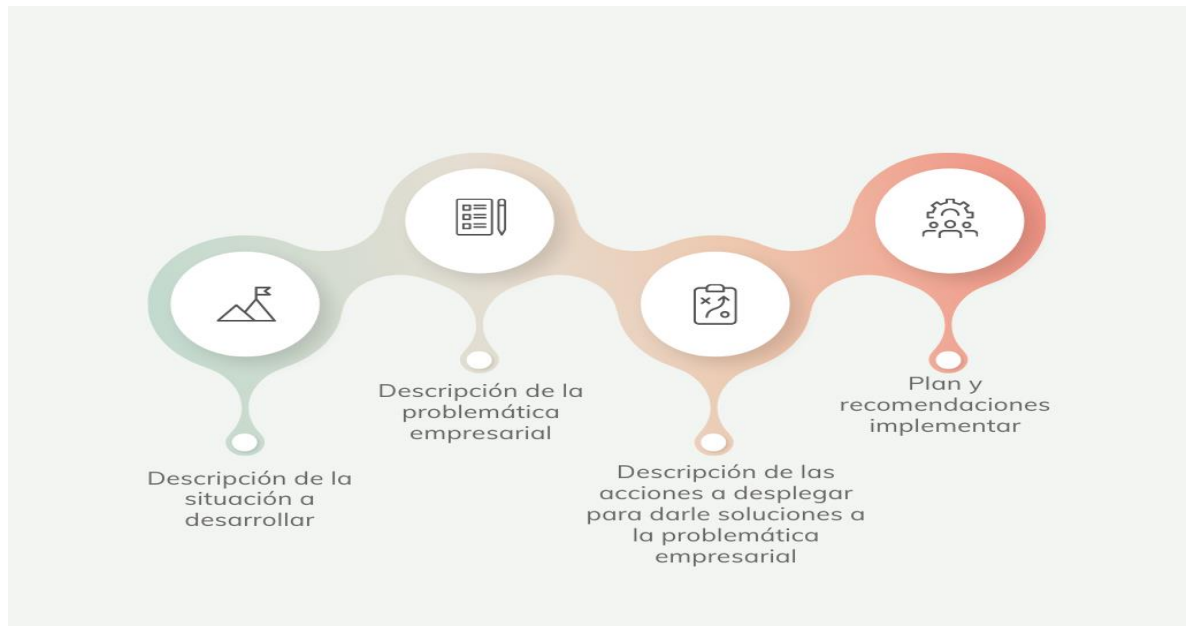 Descripción de la
situación a
desarrollar
Descripción de la
problemática
empresarial
Descripción de las
acciones a desplegar
para darle soluciones a
la problemática
empresarial
Plan y
recomendaciones
implementar